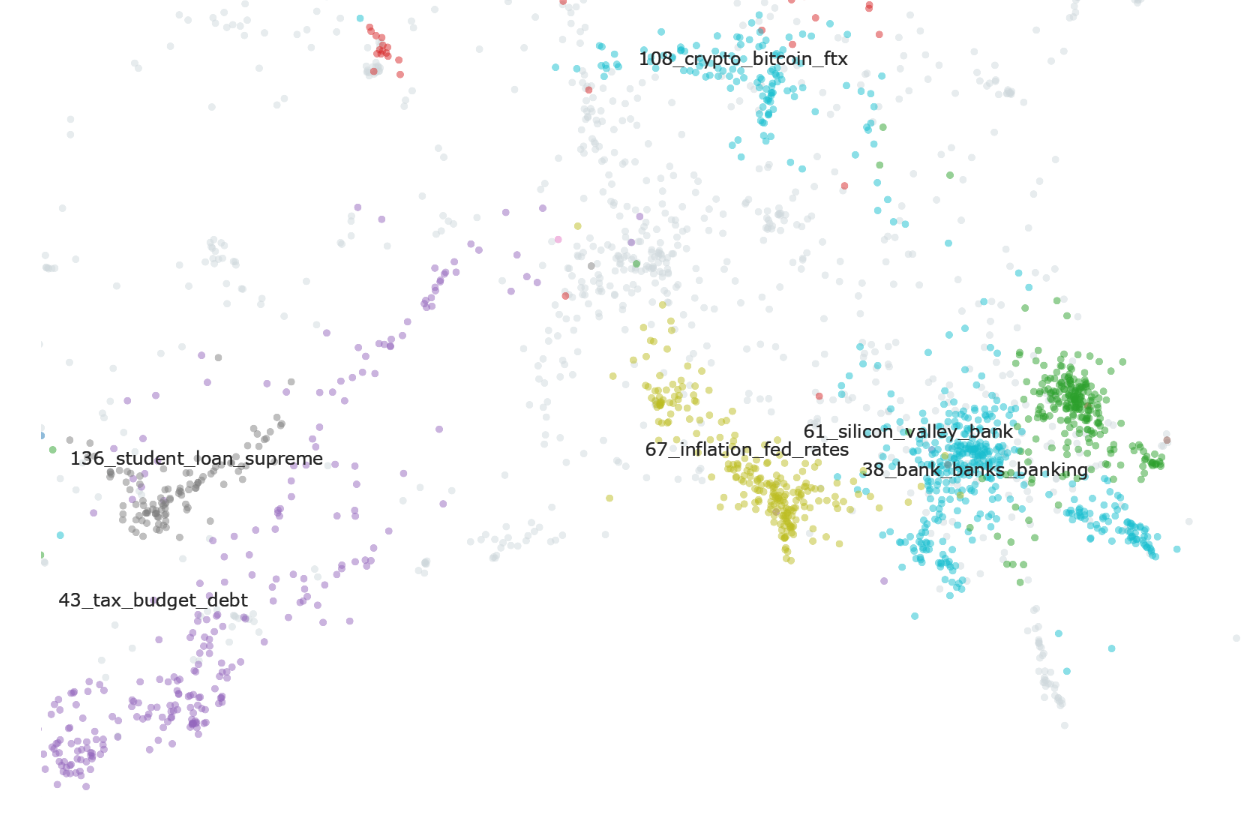 108_crypto_bitcoin_ftx
61_silicon_valley_bank
67_inflation_fed_rates
136_student_loan_supreme
38_bank_banks_banking
43_tax_budget_debt